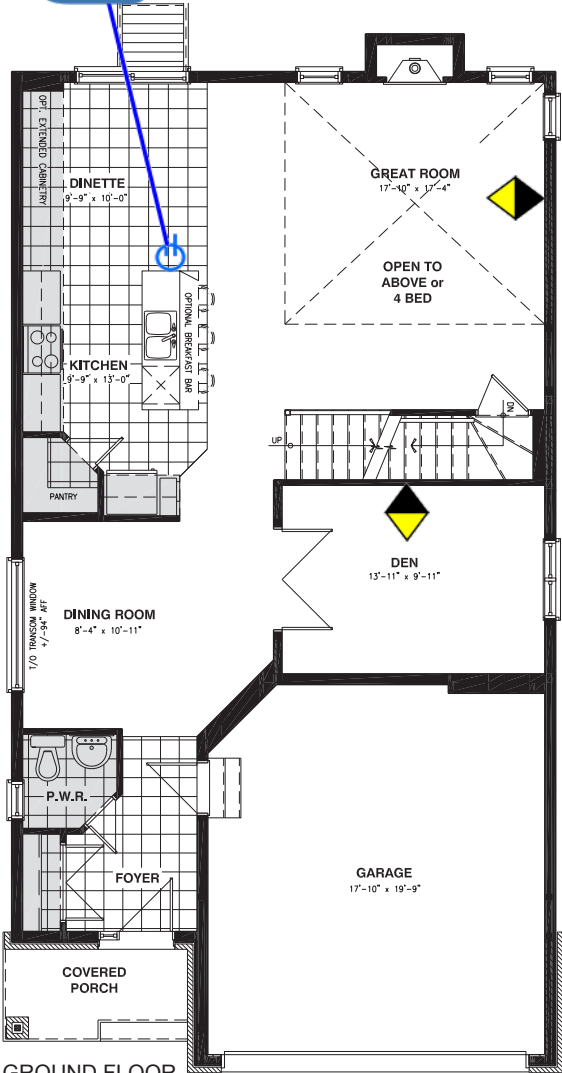 OPT. EXTENDED CABINETRY
DINETTE
9'-9" x 10'-0"
GREAT ROOM
17'-10" x 17'-4"
OPEN TO
ABOVE or
4 BED
OPTIONAL BREAKFAST BAR
KITCHEN
9'-9" x 13'-0"
DN
UP
PANTRY
DEN
13'-11" x 9'-11"
DINING ROOM
8'-4" x 10'-11"
T/O TRANSOM WINDOW
+/-94" AFF
P.W.R.
FOYER
GARAGE
17'-10" x 19'-9"
COVERED
PORCH
GROUND FLOOR